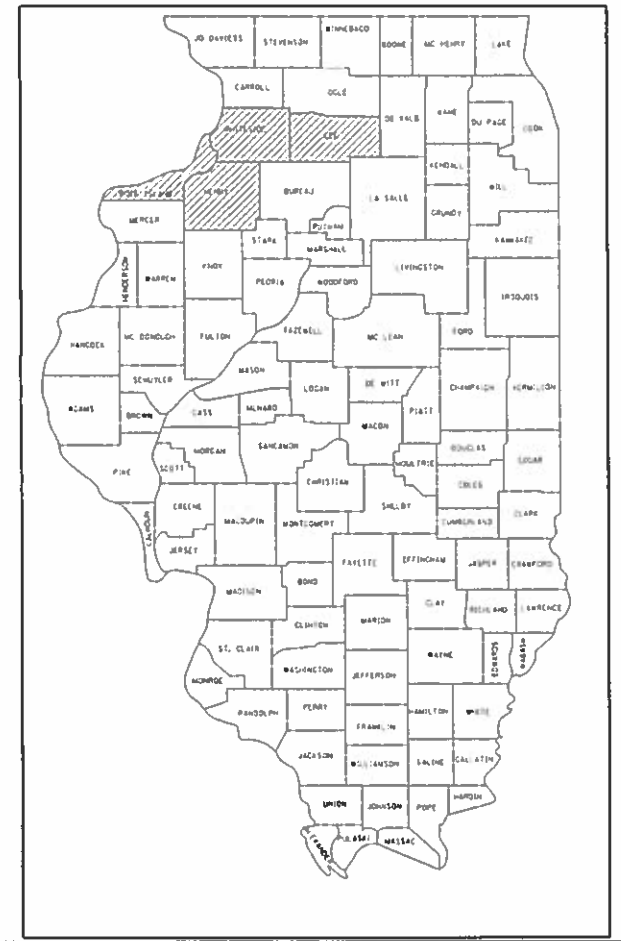 JO DAVIESS
STEPHENSON
WINNEBAGO
BOONE
MC HENRY
LAKE
CARROLL
OGLE
DE KALB
KANE
DU PAGE
COOK
WHITESIDE
LEE
KENDALL
WILL
ROCK ISLAND
HENRY
BUREAU
LA SALLE
GRUNDY
MERCER
PUTNAM
STARK
MARSHALL
KANKAKEE
HENDERSON
WARREN
KNOX
PEORIA
WOODFORD
LIVINGSTON
IROQUOIS
HANCOCK
MC DONOUGH
FULTON
TAZEWELL
MC LEAN
FORD
SCHUYLER
MASON
LOGAN
DE WITT
CHAMPAIGN
VERMILION
ADAMS
BROWN
CASS
MENARD
MACON
PIATT
PIKE
SCOTT
MORGAN
SANGAMON
CHRISTIAN
MOULTRIE
DOUGLAS
EDGAR
COLES
CALHOUN
GREENE
MACOUPIN
MONTGOMERY
SHELBY
CUMBERLAND
CLARK
JERSEY
FAYETTE
EFFINGHAM
JASPER
CRAWFORD
MADISON
BOND
CLAY
RICHLAND
LAWRENCE
CLINTON
MARION
ST. CLAIR
WAYNE
EDWARDS
WABASH
MONROE
WASHINGTON
JEFFERSON
RANDOLPH
PERRY
HAMILTON
WHITE
FRANKLIN
JACKSON
WILLIAMSON
SALINE
GALLATIN
UNION
JOHNSON
POPE
HARDIN
ALEXANDER
PULASKI
MASSAC